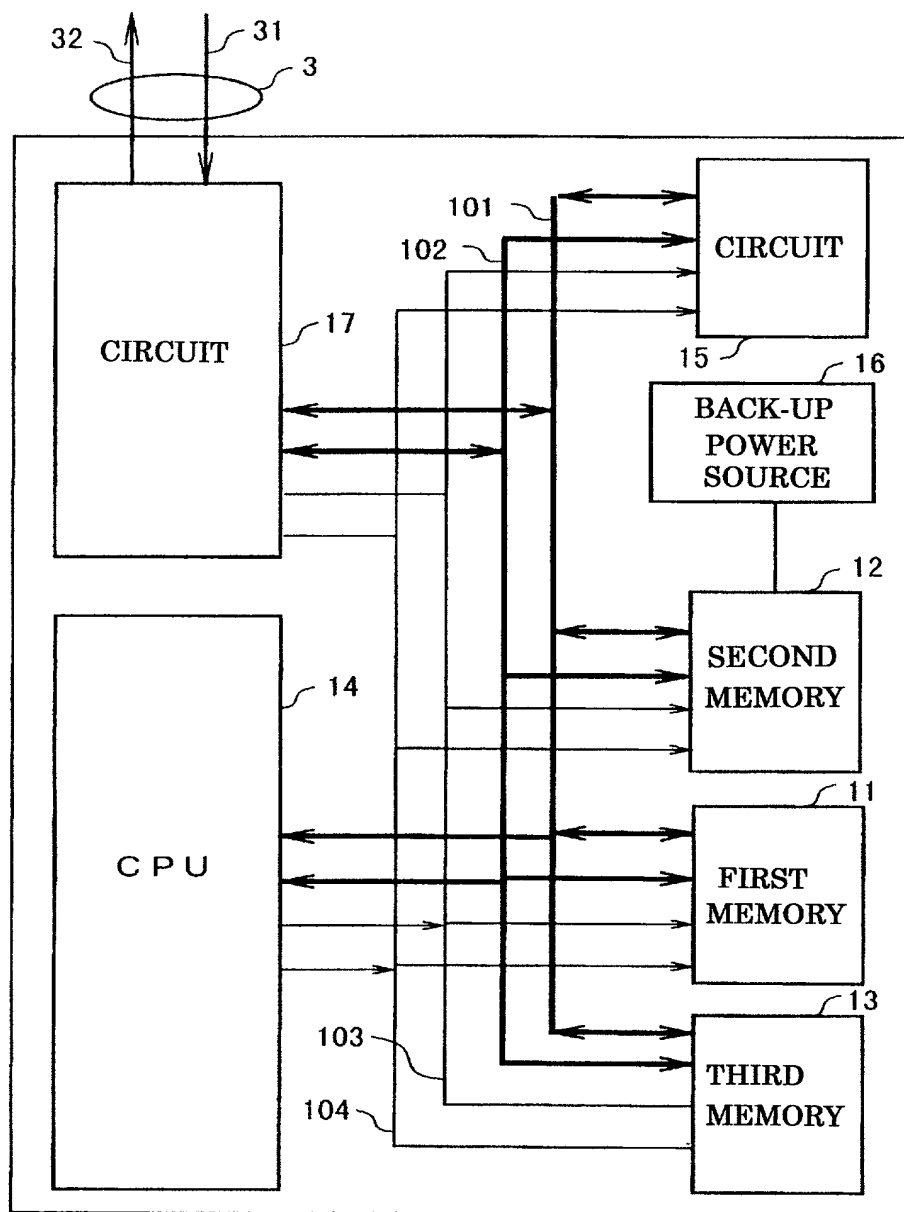 32
31
3
101
102
CIRCUIT
15
17
CIRCUIT
16
BACK-UP
POWER
SOURCE
12
SECOND
MEMORY
14
CPU
11
FIRST
MEMORY
13
THIRD
MEMORY
103
104